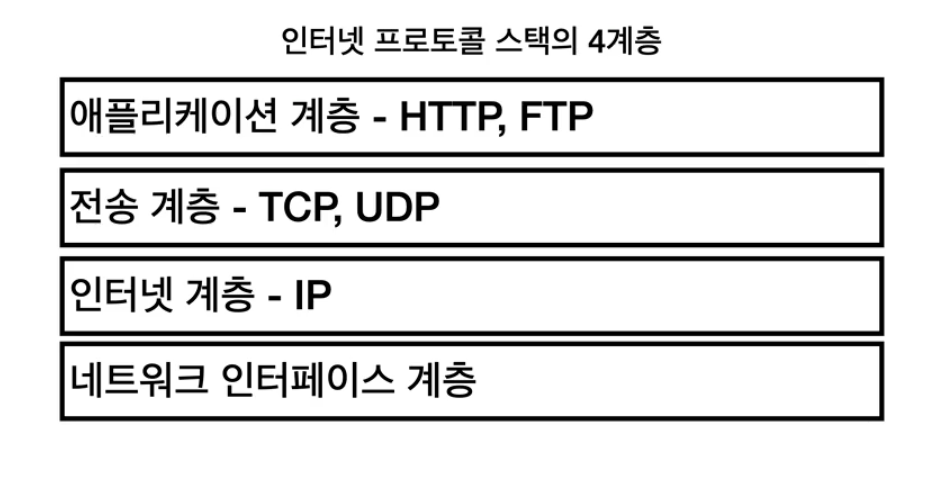 인터넷 프로토콜 스택의 4계층
애플리케이션 계층 - HTTP, FTP
전송 계층 - TCP, UDP
인터넷 계층 - IP
네트워크 인터페이스 계층